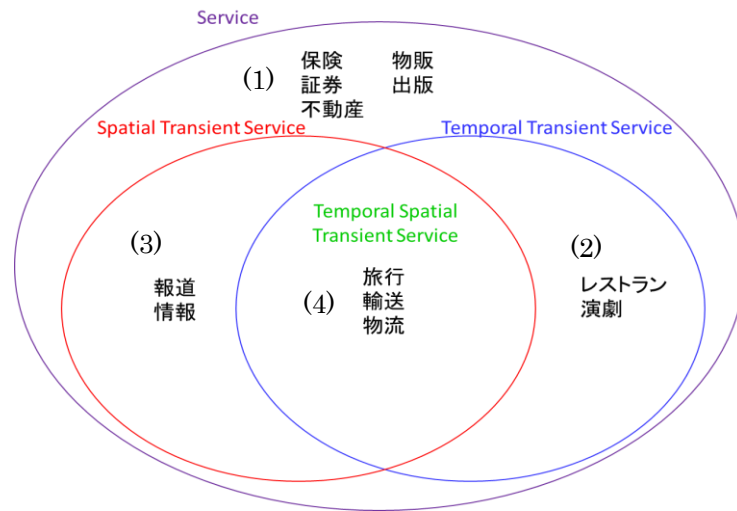 Service
(1)
保険 物販
証券 出版
不動産
Spatial Transient Service
Temporal Transient Service
Temporal Spatial
Transient Service
(3)
報道
情報
(4)
旅行
輸送
物流
(2)
レストラン
演劇